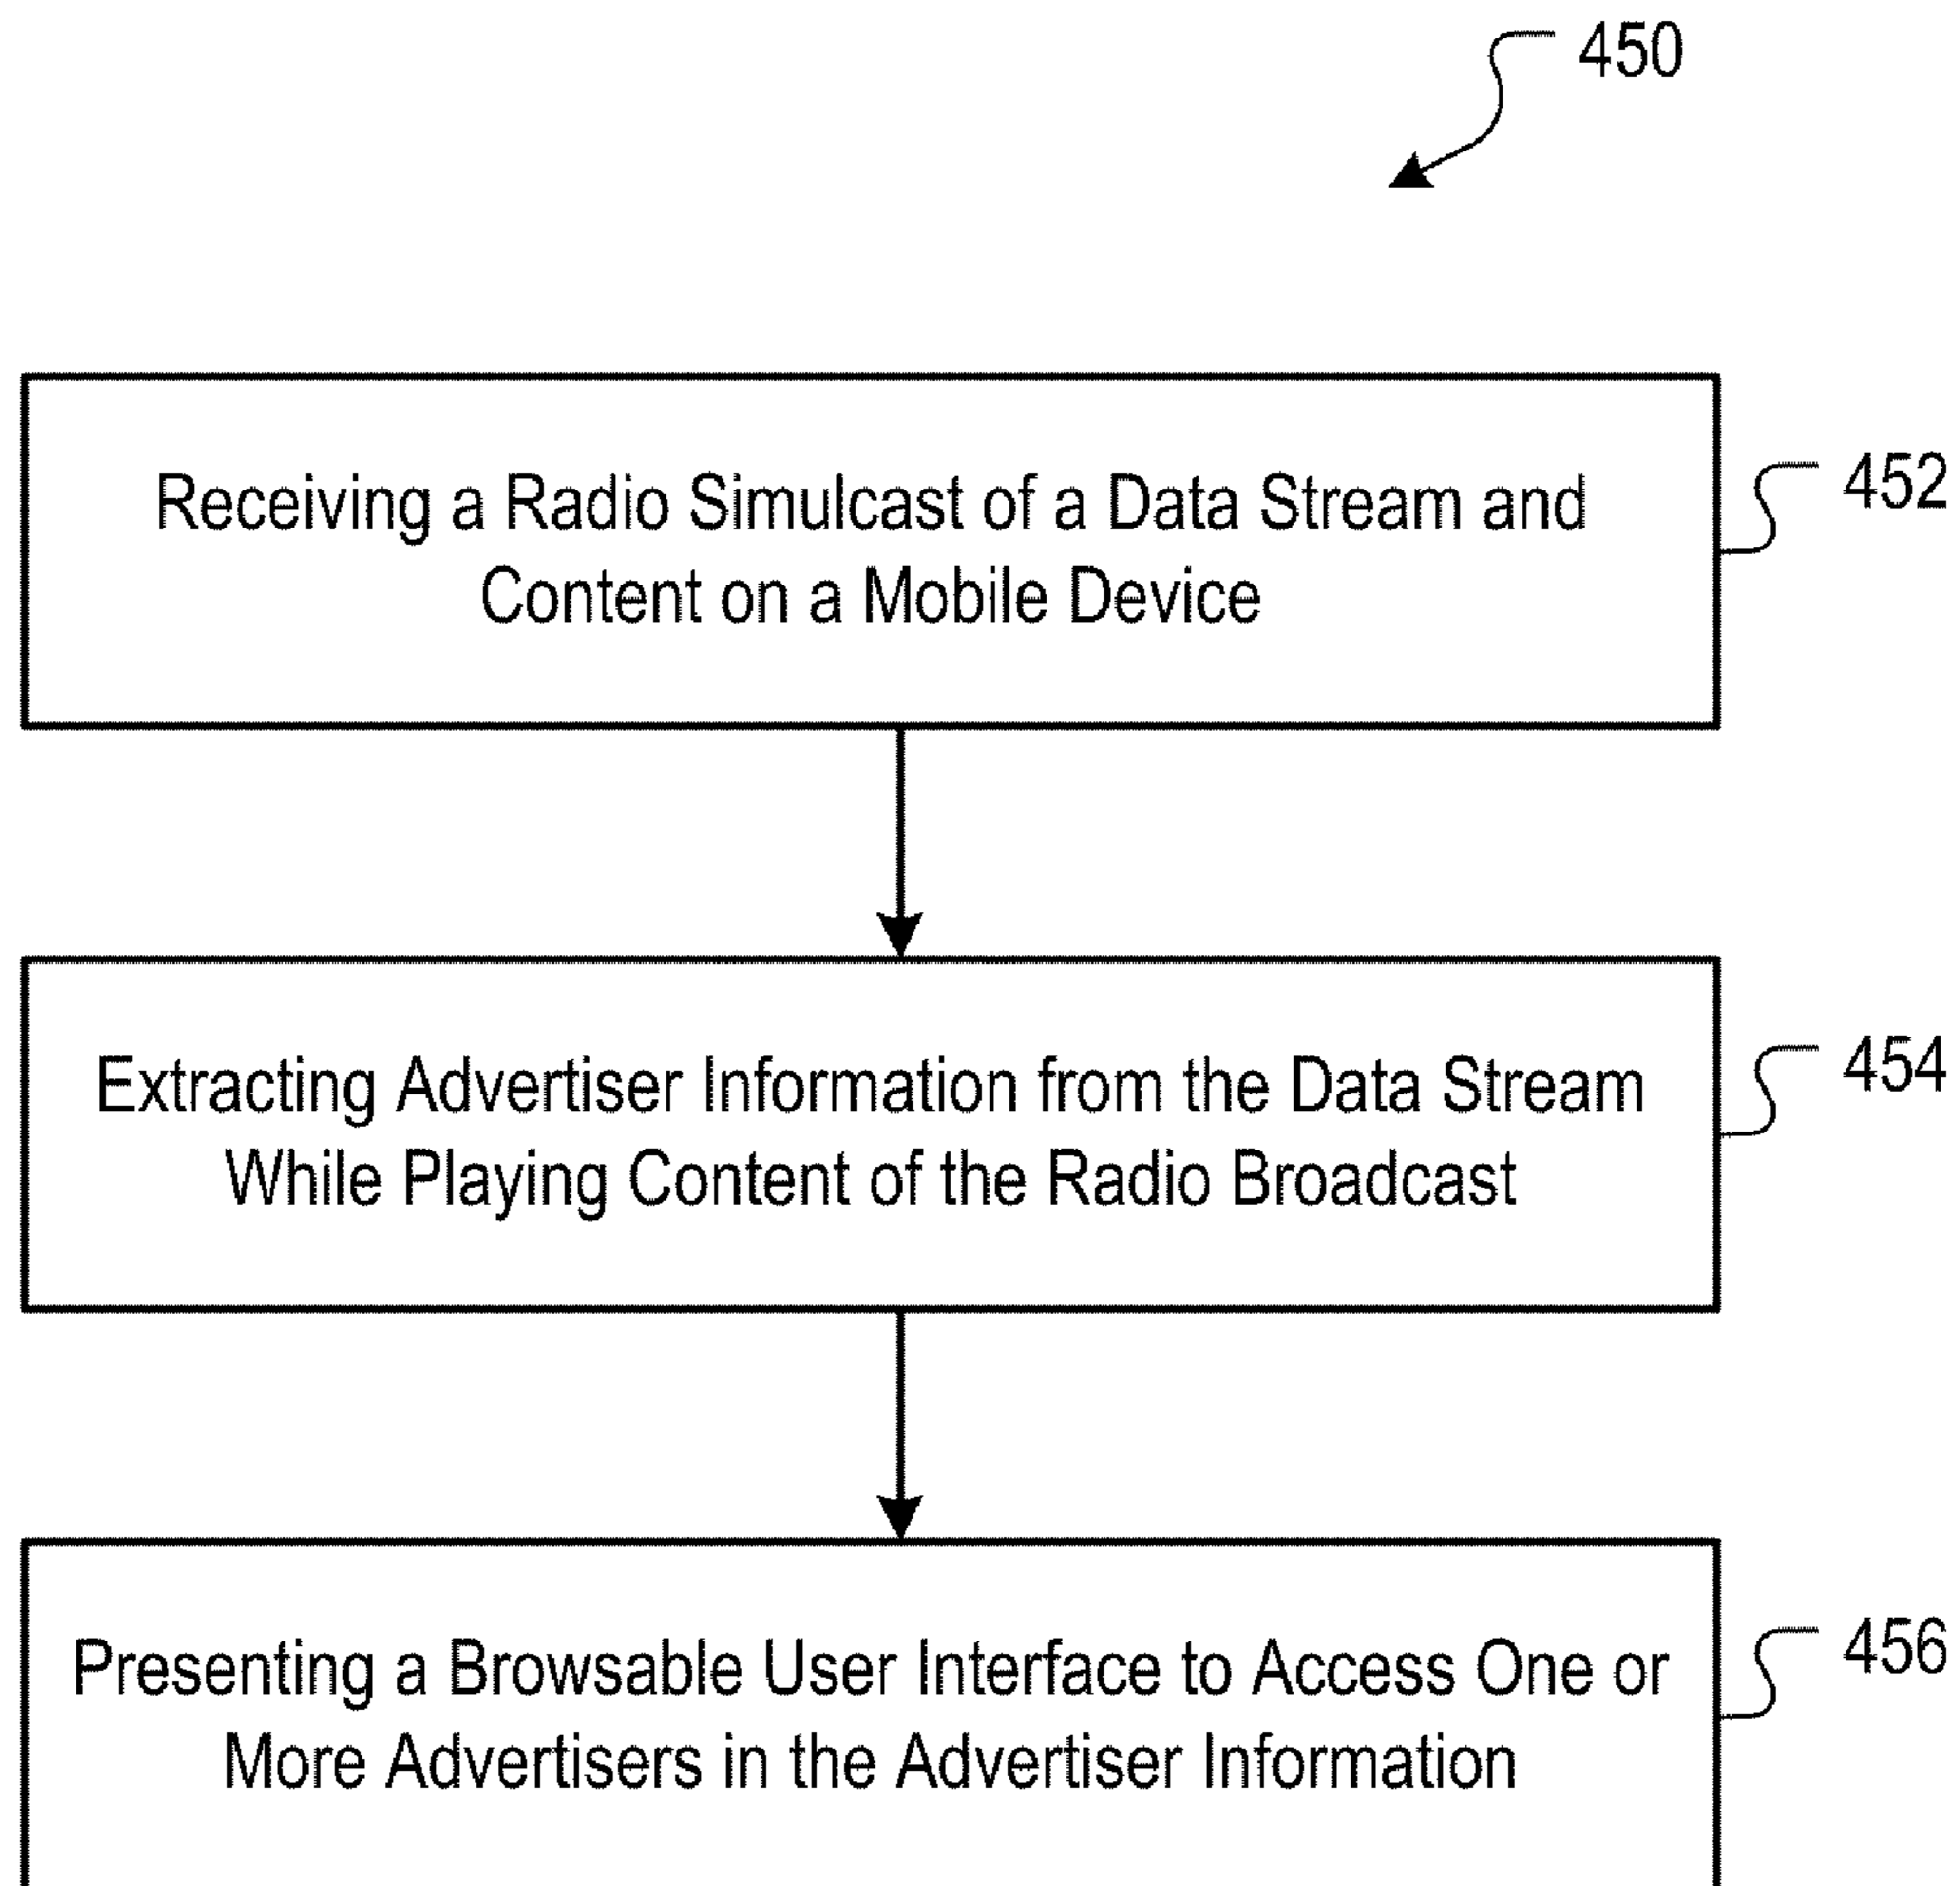 450
Receiving a Radio Simulcast of a Data Stream and
Content on a Mobile Device
452
Extracting Advertiser Information from the Data Stream
While Playing Content of the Radio Broadcast
454
Presenting a Browsable User Interface to Access One or
More Advertisers in the Advertiser Information
456